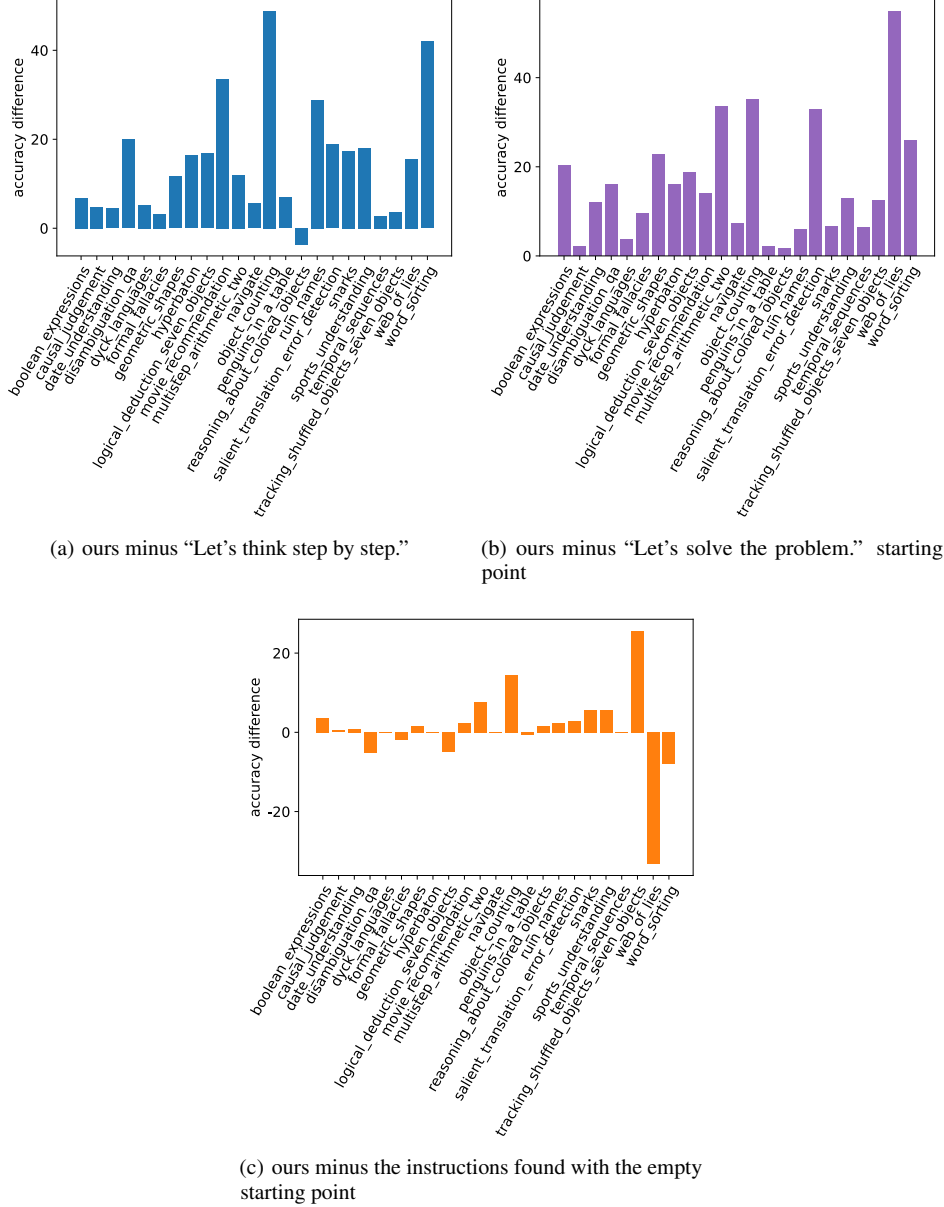 40
20
0
accuracy difference
boolean_expressions
causal_judgement
date_understanding
disambiguation_qa
dyck_languages
formal_fallacies
geometric_shapes
hyperbaton
logical_deduction_seven_objects
movie_recommendation
multistep_arithmetic_two
navigate
object_counting
penguins_in_a_table
reasoning_about_colored_objects
ruin_names
salient_translation_error_detection
snarks
sports_understanding
temporal_sequences
tracking_shuffled_objects_seven_objects
web_of_lies
word_sorting
(a) ours minus “Let’s think step by step.”
40
20
0
accuracy difference
boolean_expressions
causal_judgement
date_understanding
disambiguation_qa
dyck_languages
formal_fallacies
geometric_shapes
hyperbaton
logical_deduction_seven_objects
movie_recommendation
multistep_arithmetic_two
navigate
object_counting
penguins_in_a_table
reasoning_about_colored_objects
ruin_names
salient_translation_error_detection
snarks
sports_understanding
temporal_sequences
tracking_shuffled_objects_seven_objects
web_of_lies
word_sorting
(b) ours minus “Let’s solve the problem.” starting
point
20
0
-20
accuracy difference
boolean_expressions
causal_judgement
date_understanding
disambiguation_qa
dyck_languages
formal_fallacies
geometric_shapes
hyperbaton
logical_deduction_seven_objects
movie_recommendation
multistep_arithmetic_two
navigate
object_counting
penguins_in_a_table
reasoning_about_colored_objects
ruin_names
salient_translation_error_detection
snarks
sports_understanding
temporal_sequences
tracking_shuffled_objects_seven_objects
web_of_lies
word_sorting
(c) ours minus the instructions found with the empty
starting point